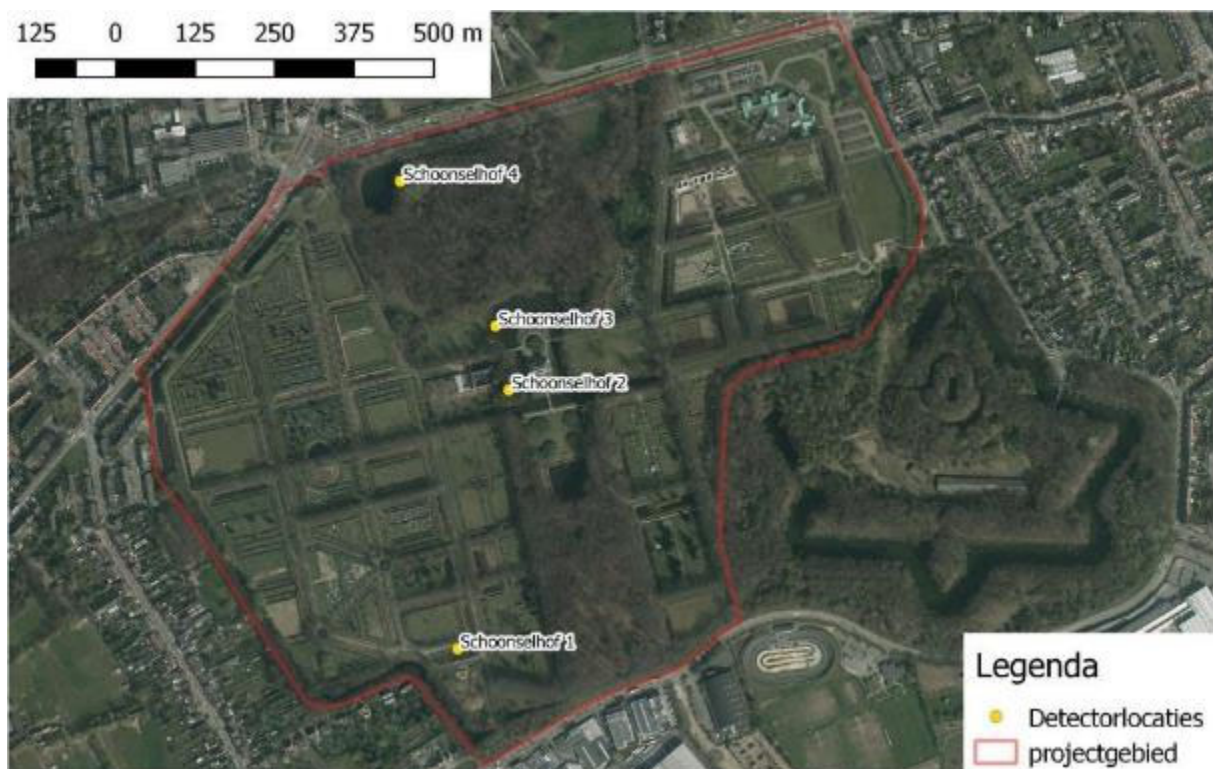 125 0 125 250 375 500 m
Schoonselhof 4
Schoonselhof 3
Schoonselhof 2
Schoonselhof 1
Legenda
Detectorlocaties
projectgebied